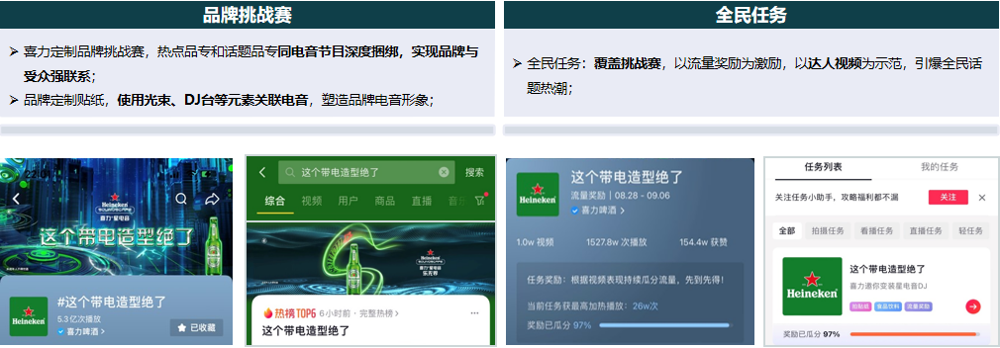 品牌挑战赛
喜力定制品牌挑战赛，热点品专和话题品专同电音节目深度捆绑，实现品牌与
受众强联系；
品牌定制贴纸，使用光束、DJ台等元素关联电音，塑造品牌电音形象；
全民任务
全民任务：覆盖挑战赛，以流量奖励为激励，以达人视频为示范，引爆全民话
题热潮；
喜力®星电音
这个带电造型绝了
Heineken
#这个带电造型绝了
5.3亿次播放
喜力啤酒
已收藏
这个带电造型绝了
搜索
综合
视频
用户
商品
直播
音
Heineken
喜力®星电音
乐无界
热榜TOP6 6小时前·完整热榜
这个带电造型绝了
Heineken
这个带电造型绝了
流量奖励 | 08.28 - 09.06
喜力啤酒
1.0w 视频
1527.8w 次播放
154.4w 获赞
任务奖励：根据视频表现持续瓜分流量，先到先得！
当前任务获最高加热播放：26w次
奖励已瓜分 97%
任务列表
我的任务
关注任务小助手，攻略福利都不漏
关注
全部
拍摄任务
看播任务
直播任务
轻任务
Heineken
这个带电造型绝了
喜力邀你变装星电音DJ
拍贴纸
食品饮料
流量奖励
奖励已瓜分 97%